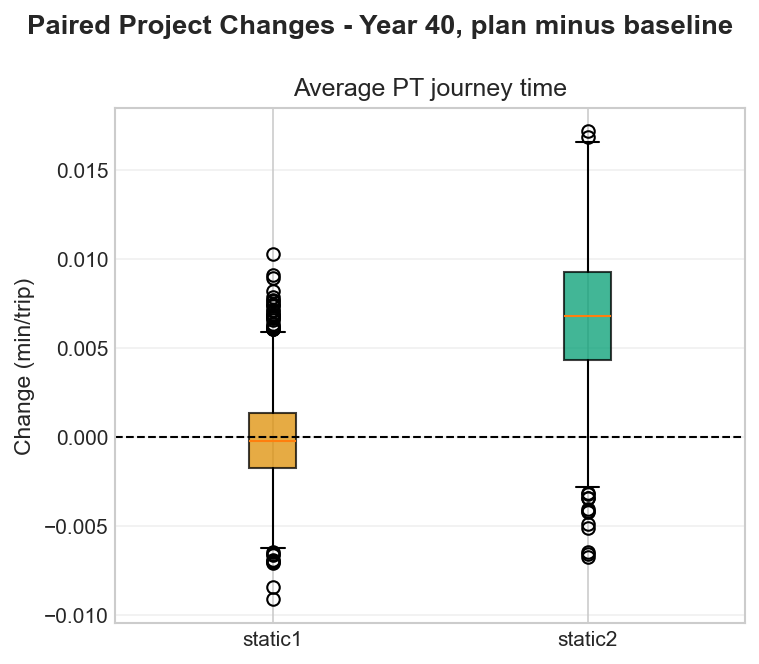 Paired Project Changes - Year 40, plan minus baseline
Average PT journey time
Change (min/trip)
0.015
0.010
0.005
0.000
−0.005
−0.010
static1
static2